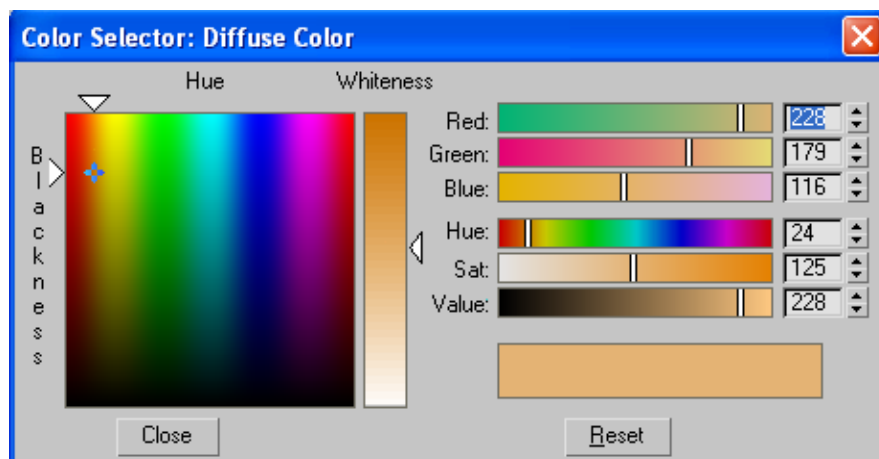 Color Selector: Diffuse Color
Hue
Whiteness
Blackness
Red: 228
Green: 179
Blue: 116
Hue: 24
Sat: 125
Value: 228
Close
Reset